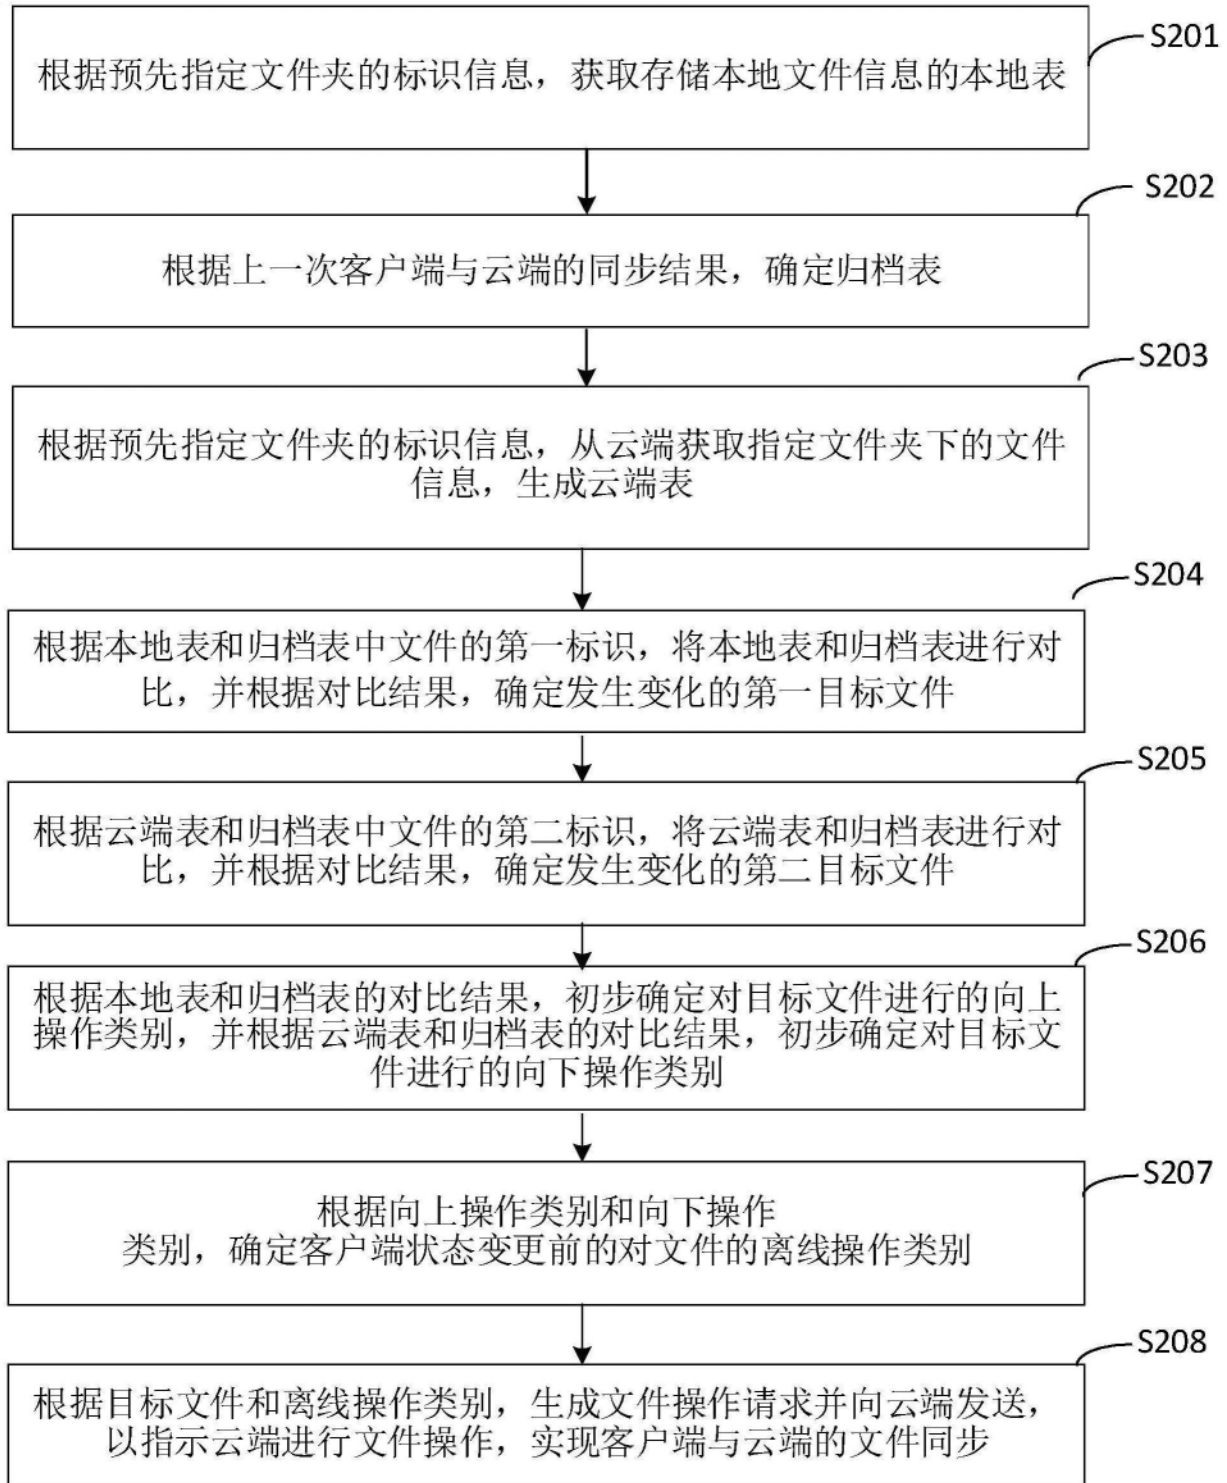 S201
根据预先指定文件夹的标识信息，获取存储本地文件信息的本地表
S202
根据上一次客户端与云端的同步结果，确定归档表
S203
根据预先指定文件夹的标识信息，从云端获取指定文件夹下的文件
信息，生成云端表
S204
根据本地表和归档表中文件的第一标识，将本地表和归档表进行对
比，并根据对比结果，确定发生变化的第一目标文件
S205
根据云端表和归档表中文件的第二标识，将云端表和归档表进行对
比，并根据对比结果，确定发生变化的第二目标文件
S206
根据本地表和归档表的对比结果，初步确定对目标文件进行的向上
操作类别，并根据云端表和归档表的对比结果，初步确定对目标文
件进行的向下操作类别
S207
根据向上操作类别和向下操作
类别，确定客户端状态变更前的对文件的离线操作类别
S208
根据目标文件和离线操作类别，生成文件操作请求并向云端发送，
以指示云端进行文件操作，实现客户端与云端的文件同步